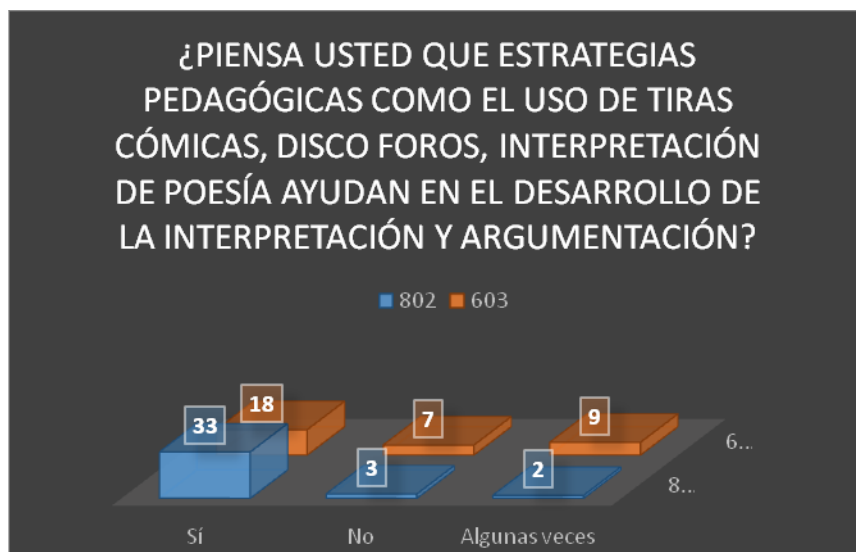 ¿PIENSA USTED QUE ESTRATEGIAS
PEDAGÓGICAS COMO EL USO DE TIRAS
CÓMICAS, DISCO FOROS, INTERPRETACIÓN
DE POESÍA AYUDAN EN EL DESARROLLO DE
LA INTERPRETACIÓN Y ARGUMENTACIÓN?
802 603
18 7 9
33 3 2
6...
8...
Sí No Algunas veces